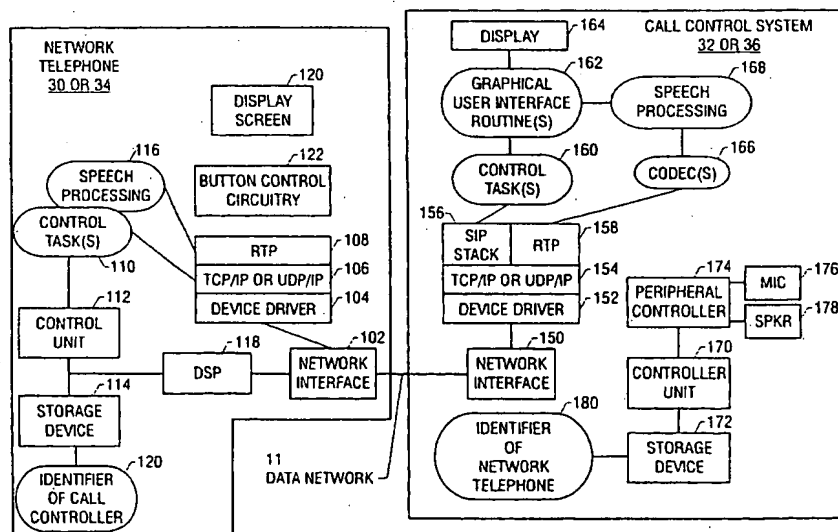 NETWORK
TELEPHONE
30 OR 34
120
DISPLAY
SCREEN
116
SPEECH
PROCESSING
122
BUTTON CONTROL
CIRCUITRY
CONTROL
TASK(S)
110
RTP
108
TCP/IP OR UDP/IP
106
DEVICE DRIVER
104
112
CONTROL
UNIT
118
DSP
102
NETWORK
INTERFACE
114
STORAGE
DEVICE
120
IDENTIFIER
OF CALL
CONTROLLER
11
DATA NETWORK
CALL CONTROL SYSTEM
32 OR 36
DISPLAY
164
162
GRAPHICAL
USER INTERFACE
ROUTINE(S)
168
SPEECH
PROCESSING
160
CONTROL
TASK(S)
166
CODEC(S)
156
SIP
STACK
RTP
158
TCP/IP OR UDP/IP
154
DEVICE DRIVER
152
174
PERIPHERAL
CONTROLLER
MIC
176
SPKR
178
150
NETWORK
INTERFACE
170
CONTROLLER
UNIT
180
IDENTIFIER
OF
NETWORK
TELEPHONE
172
STORAGE
DEVICE